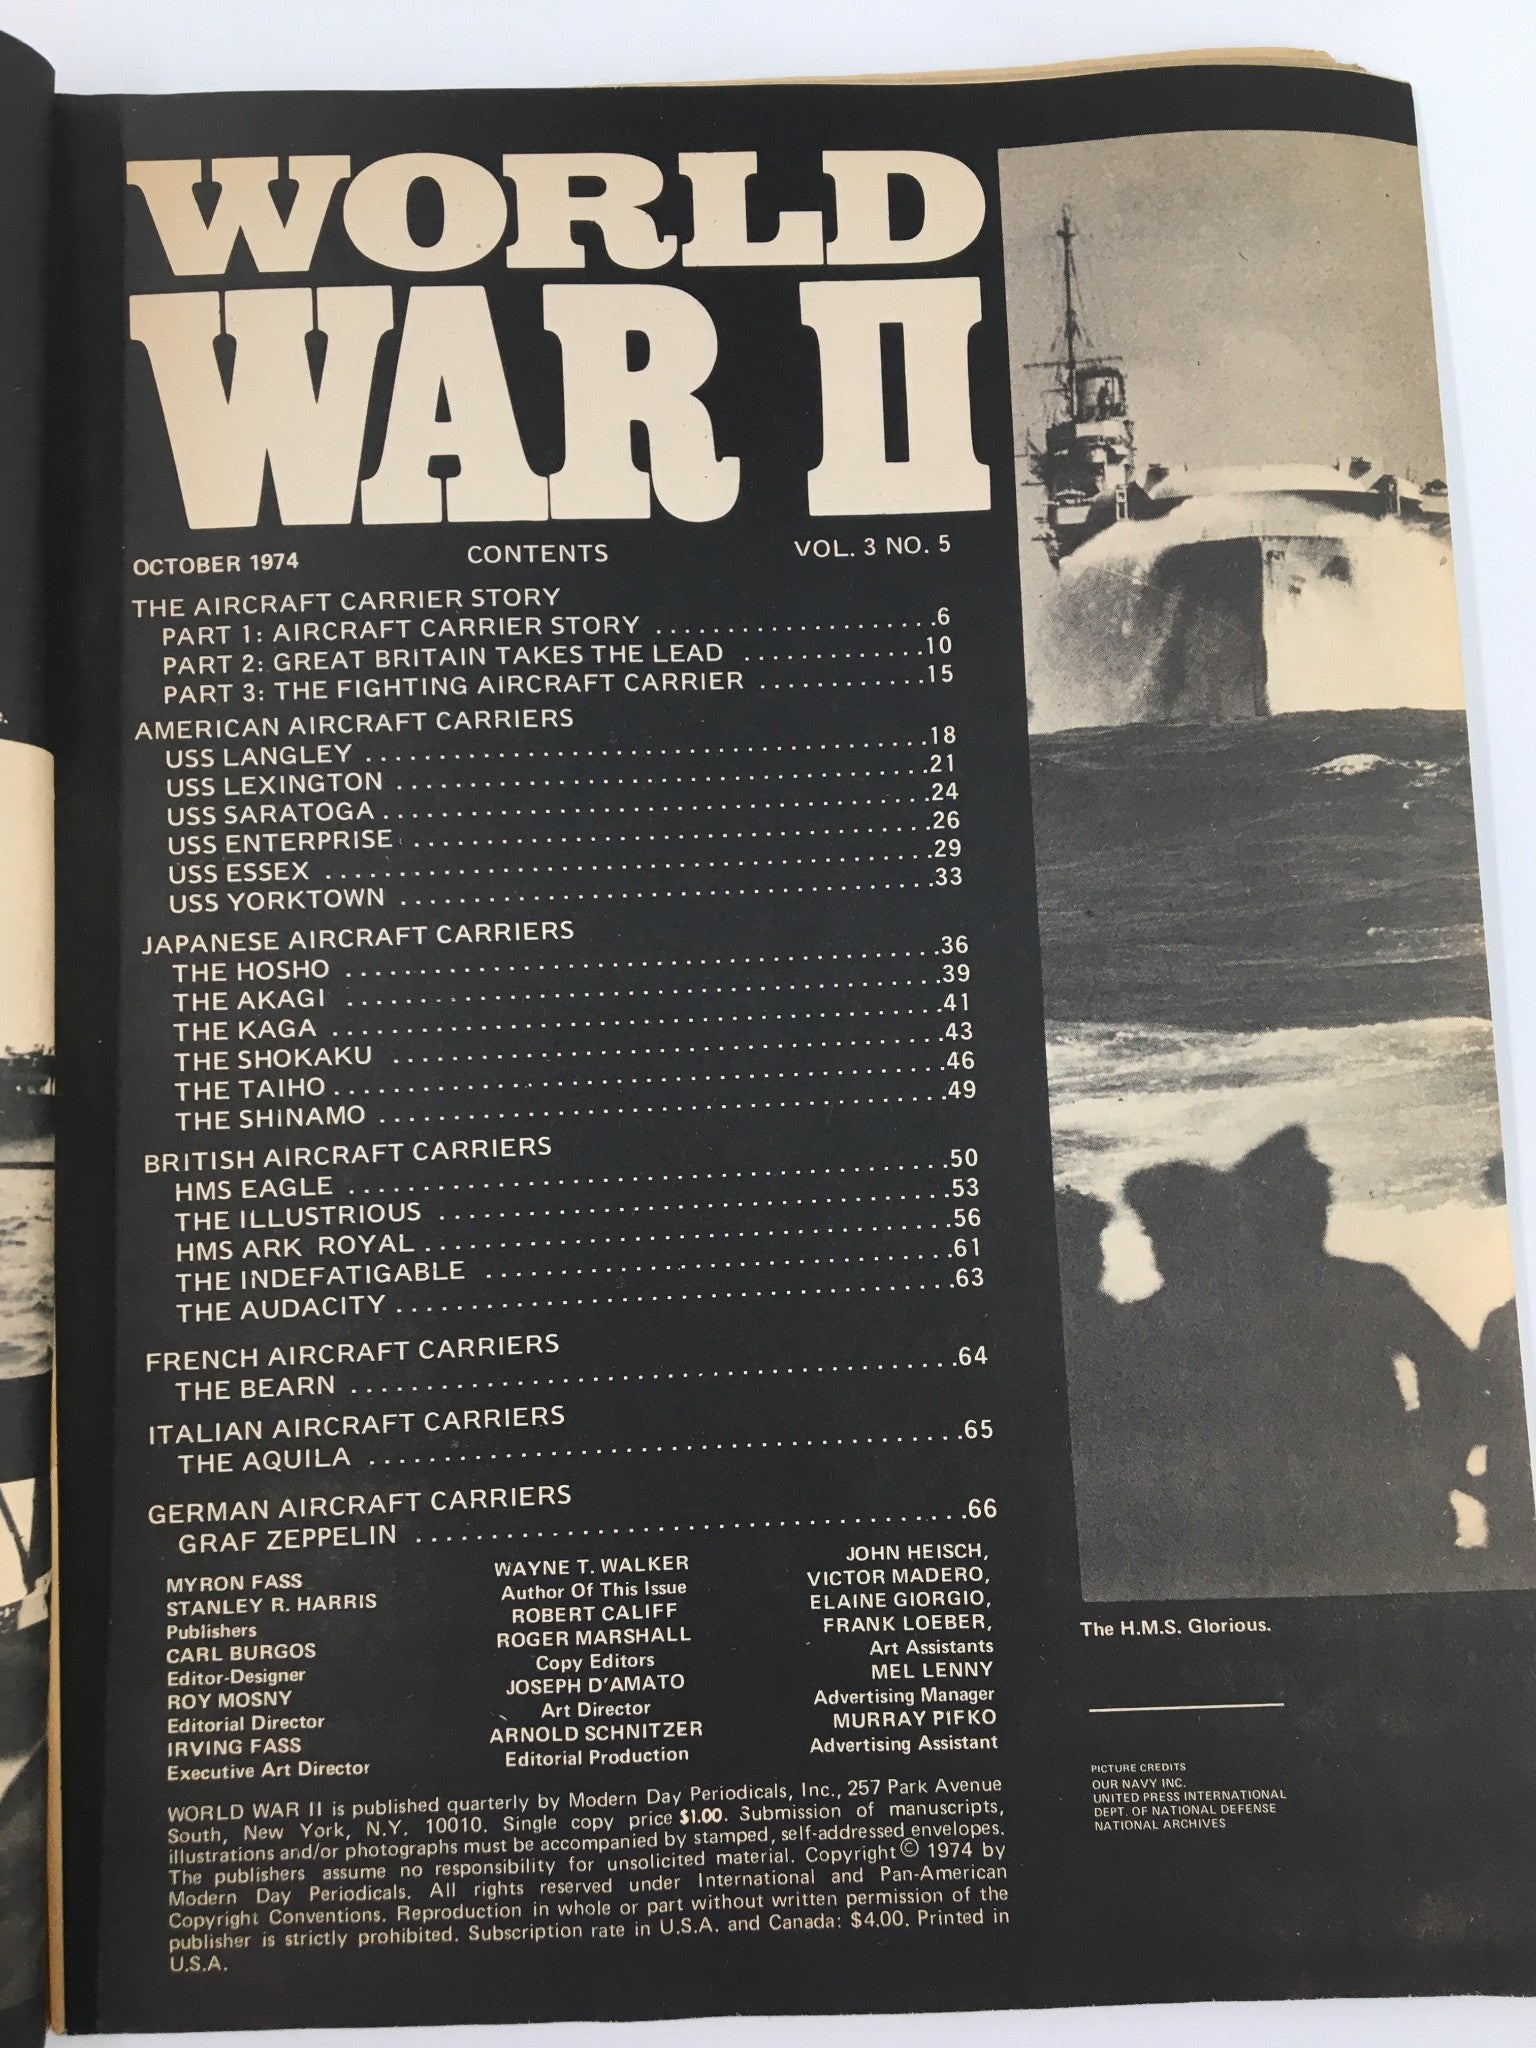 WORLD
WAR II
OCTOBER 1974 CONTENTS VOL. 3 NO. 5
THE AIRCRAFT CARRIER STORY
PART 1: AIRCRAFT CARRIER STORY ....................6
PART 2: GREAT BRITAIN TAKES THE LEAD .............10
PART 3: THE FIGHTING AIRCRAFT CARRIER ............15
AMERICAN AIRCRAFT CARRIERS
USS LANGLEY ......................................18
USS LEXINGTON ....................................21
USS SARATOGA .....................................24
USS ENTERPRISE ...................................26
USS ESSEX ........................................29
USS YORKTOWN .....................................33
JAPANESE AIRCRAFT CARRIERS
THE HOSHO ........................................36
THE AKAGI ........................................39
THE KAGA .........................................41
THE SHOKAKU ......................................43
THE TAIHO ........................................46
THE SHiNAMO ......................................49
BRITISH AIRCRAFT CARRIERS
HMS EAGLE ........................................50
THE ILLUSTRIOUS ..................................53
HMS ARK ROYAL ....................................56
THE INDEFATIGABLE ................................61
THE AUDACITY .....................................63
FRENCH AIRCRAFT CARRIERS
THE BEARN ........................................64
ITALIAN AIRCRAFT CARRIERS
THE AQUILA .......................................65
GERMAN AIRCRAFT CARRIERS
GRAF ZEPPELIN ....................................66
MYRON FASS
STANLEY R. HARRIS
Publishers
CARL BURGOS
Editor-Designer
ROY MOSNY
Editorial Director
IRVING FASS
Executive Art Director
WAYNE T. WALKER
Author Of This Issue
ROBERT CALIFF
ROGER MARSHALL
Copy Editors
JOSEPH D'AMATO
Art Director
ARNOLD SCHNITZER
Editorial Production
JOHN HEISCH,
VICTOR MADERO,
ELAINE GIORGIO,
FRANK LOEBER,
Art Assistants
MEL LENNY
Advertising Manager
MURRAY PIFKO
Advertising Assistant
WORLD WAR II is published quarterly by Modern Day Periodicals, Inc., 257 Park Avenue
South, New York, N.Y. 10010. Single copy price $1.00. Submission of manuscripts,
illustrations and/or photographs must be accompanied by stamped, self-addressed envelopes.
The publishers assume no responsibility for unsolicited material. Copyright © 1974 by
Modern Day Periodicals. All rights reserved under International and Pan-American
Copyright Conventions. Reproduction in whole or part without written permission of the
publisher is strictly prohibited. Subscription rate in U.S.A. and Canada: $4.00. Printed in
U.S.A.
The H.M.S. Glorious.
PICTURE CREDITS
OUR NAVY INC.
UNITED PRESS INTERNATIONAL
DEPT. OF NATIONAL DEFENSE
NATIONAL ARCHIVES